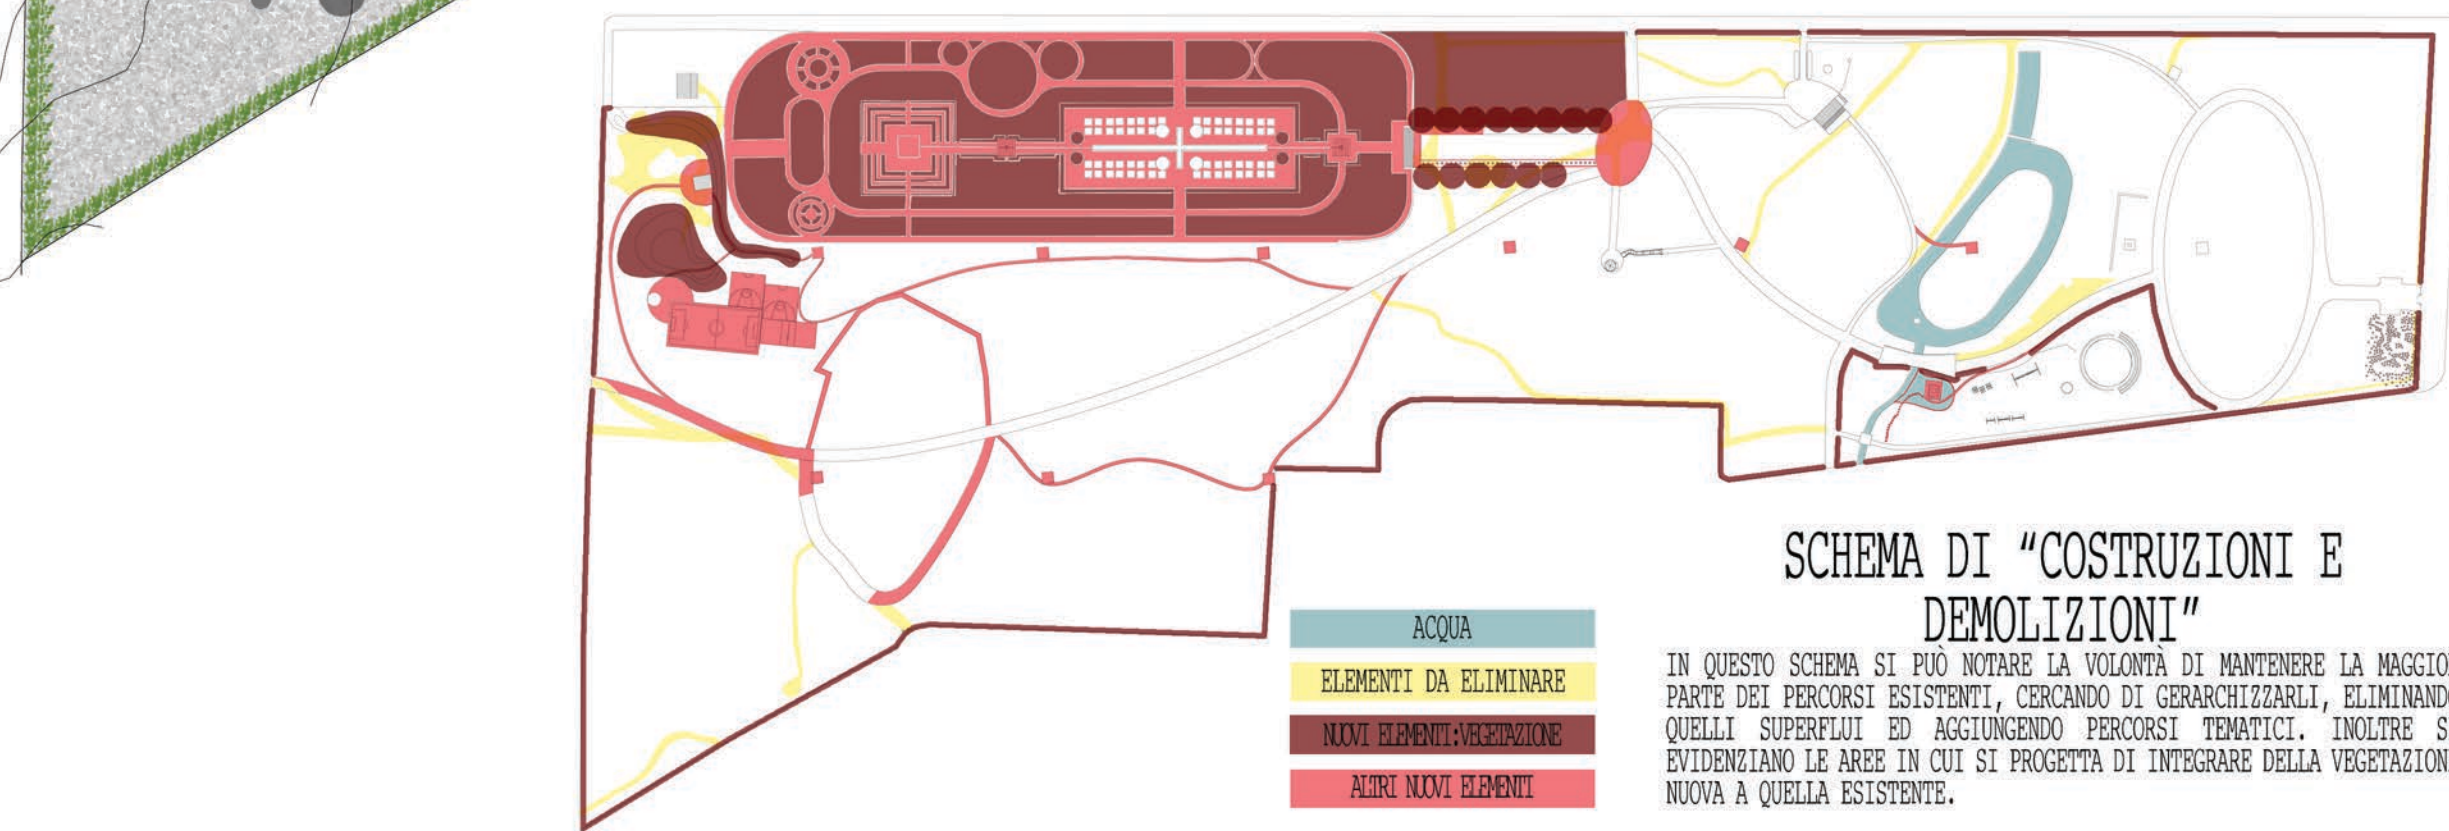 SCHEMA DI “COSTRUZIONI E
DEMOLIZIONI”
IN QUESTO SCHEMA SI PUÒ NOTARE LA VOLONTÀ DI MANTENERE LA MAGGIO
PARTE DEI PERCORSI ESISTENTI, CERCANDO DI GERARCHIZZARLI, ELIMINANDO
QUELLI SUPERFLUI ED AGGIUNGENDO PERCORSI TEMATICI. INOLTRE S
EVIDENZIANO LE AREE IN CUI SI PROGETTA DI INTEGRARE DELLA VEGETAZION
NUOVA A QUELLA ESISTENTE.
ACQUA
ELEMENTI DA ELIMINARE
NUOVI ELEMENTI:VEGETAZIONE
ALTRI NUOVI ELEMENTI